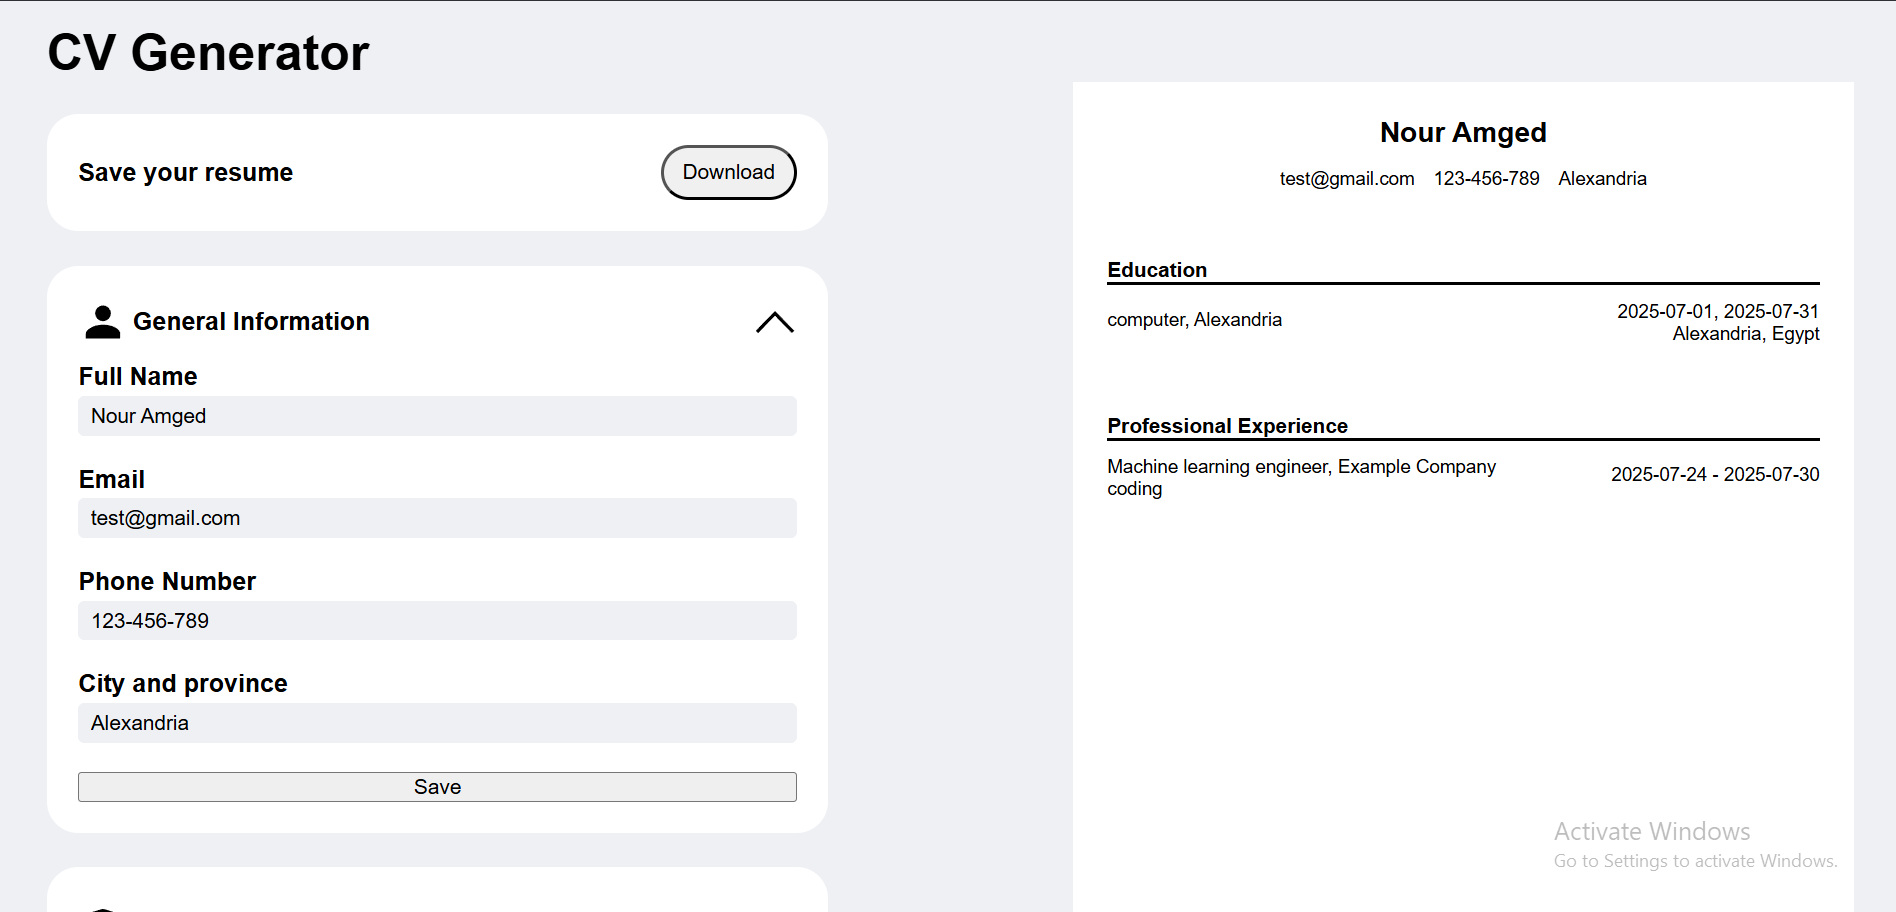 CV Generator
Save your resume
Download
General Information
Full Name
Nour Amged
Email
test@gmail.com
Phone Number
123-456-789
City and province
Alexandria
Save
Nour Amged
test@gmail.com 123-456-789 Alexandria
Education
computer, Alexandria
2025-07-01, 2025-07-31
Alexandria, Egypt
Professional Experience
Machine learning engineer, Example Company
coding
2025-07-24 - 2025-07-30
Activate Windows
Go to Settings to activate Windows.